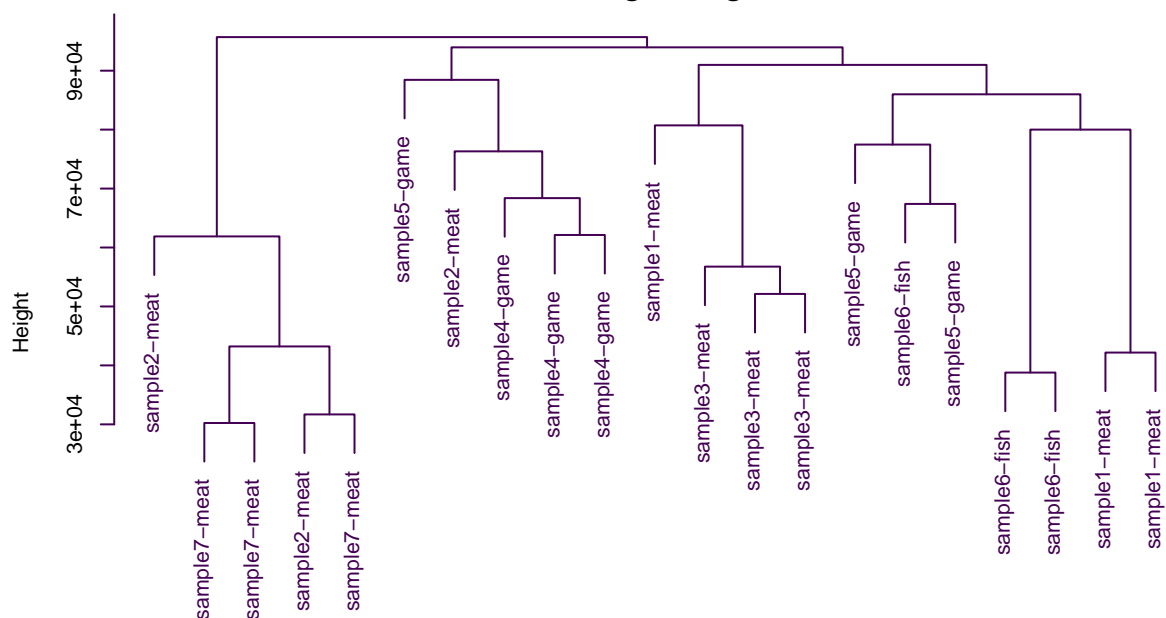 Height
9e+04
7e+04
5e+04
3e+04
sample2−meat
sample7−meat
sample7−meat
sample2−meat
sample7−meat
sample5−game
sample2−meat
sample4−game
sample4−game
sample4−game
sample1−meat
sample3−meat
sample3−meat
sample3−meat
sample5−game
sample6−fish
sample5−game
sample6−fish
sample6−fish
sample1−meat
sample1−meat